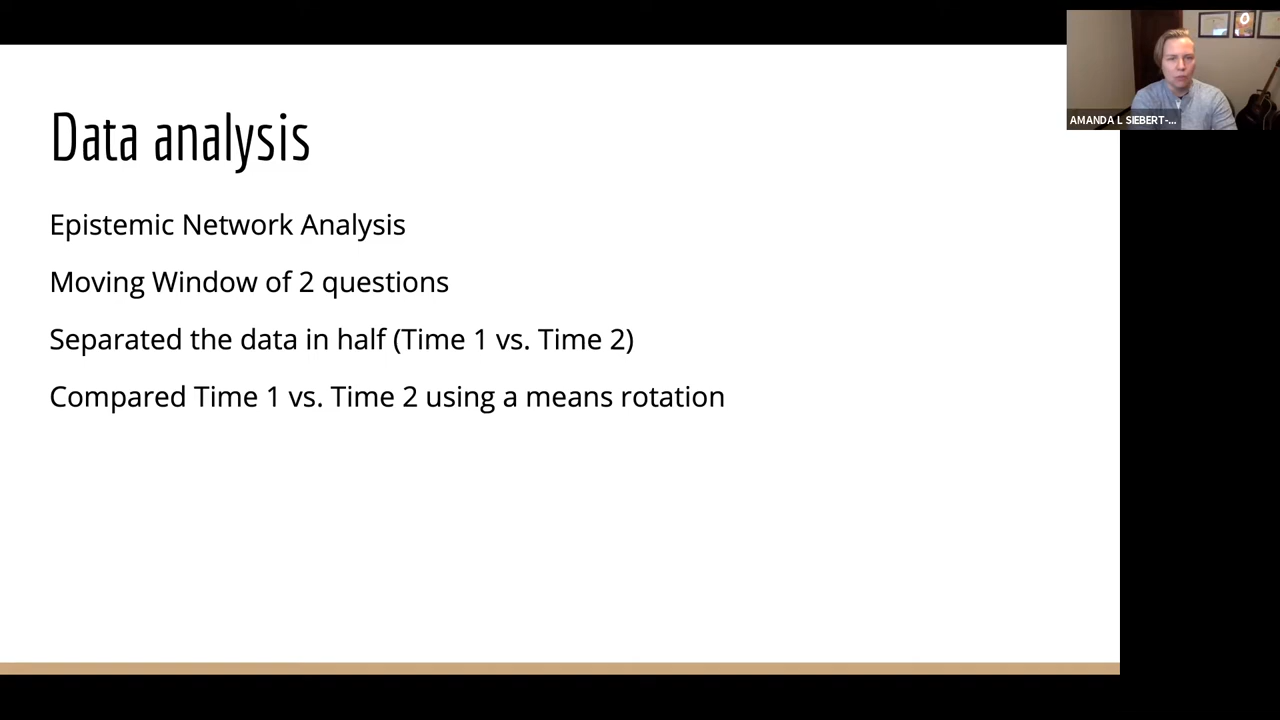 Data analysis
Epistemic Network Analysis
Moving Window of 2 questions
Separated the data in half (Time 1 vs. Time 2)
Compared Time 1 vs. Time 2 using a means rotation
AMANDA L SIEBERT-...